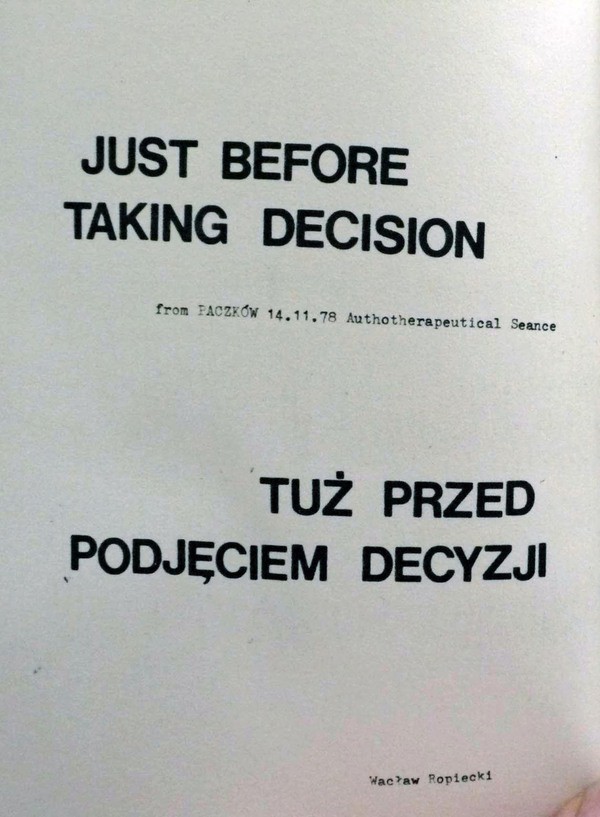 JUST BEFORE
TAKING DECISION
from PACZKÓW 14.11.78 Authotherapeutical Seance
TUŻ PRZED
PODJĘCIEM DECYZJI
Wacław Ropiecki